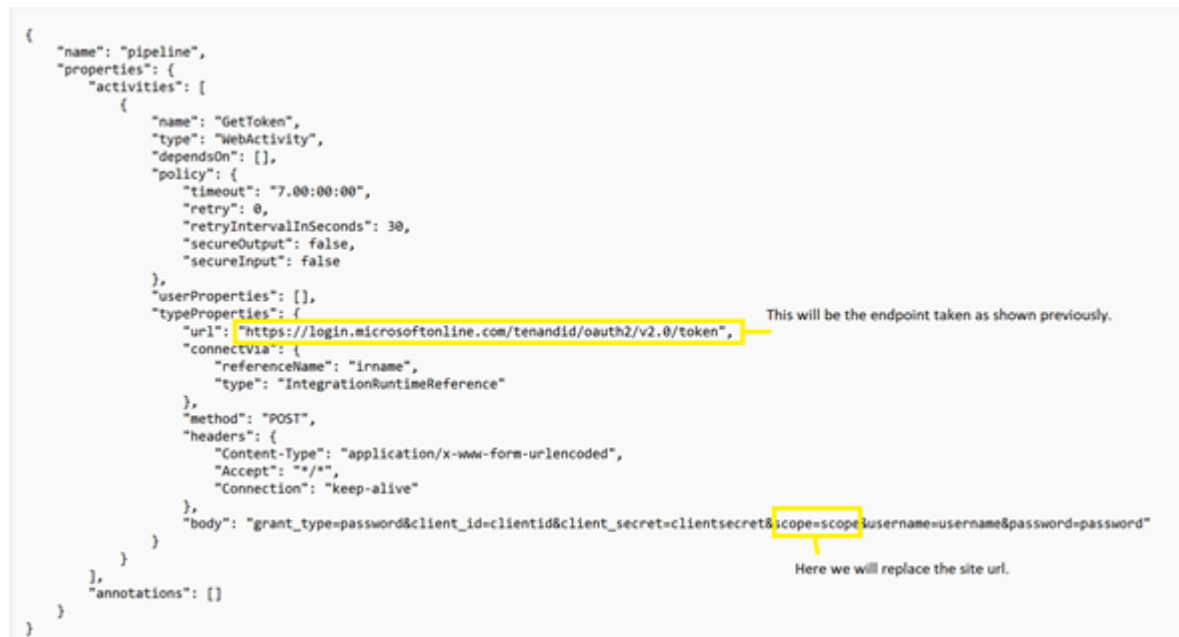 {
"name": "pipeline",
"properties": {
"activities": [
{
"name": "GetToken",
"type": "WebActivity",
"dependsOn": [],
"policy": {
"timeout": "7.00:00:00",
"retry": 0,
"retryIntervalInSeconds": 30,
"secureOutput": false,
"secureInput": false
},
"userProperties": [],
"typeProperties": {
"url": "https://login.microsoftonline.com/tenandid/oauth2/v2.0/token",
This will be the endpoint taken as shown previously.
"connectVia": {
"referenceName": "irname",
"type": "IntegrationRuntimeReference"
},
"method": "POST",
"headers": {
"Content-Type": "application/x-www-form-urlencoded",
"Accept": "*/*",
"Connection": "keep-alive"
},
"body": "grant_type=password&client_id=clientid&client_secret=clientsecret&scope=scope&username=username&password=password"
}
}
Here we will replace the site url.
],
"annotations": []
}
}